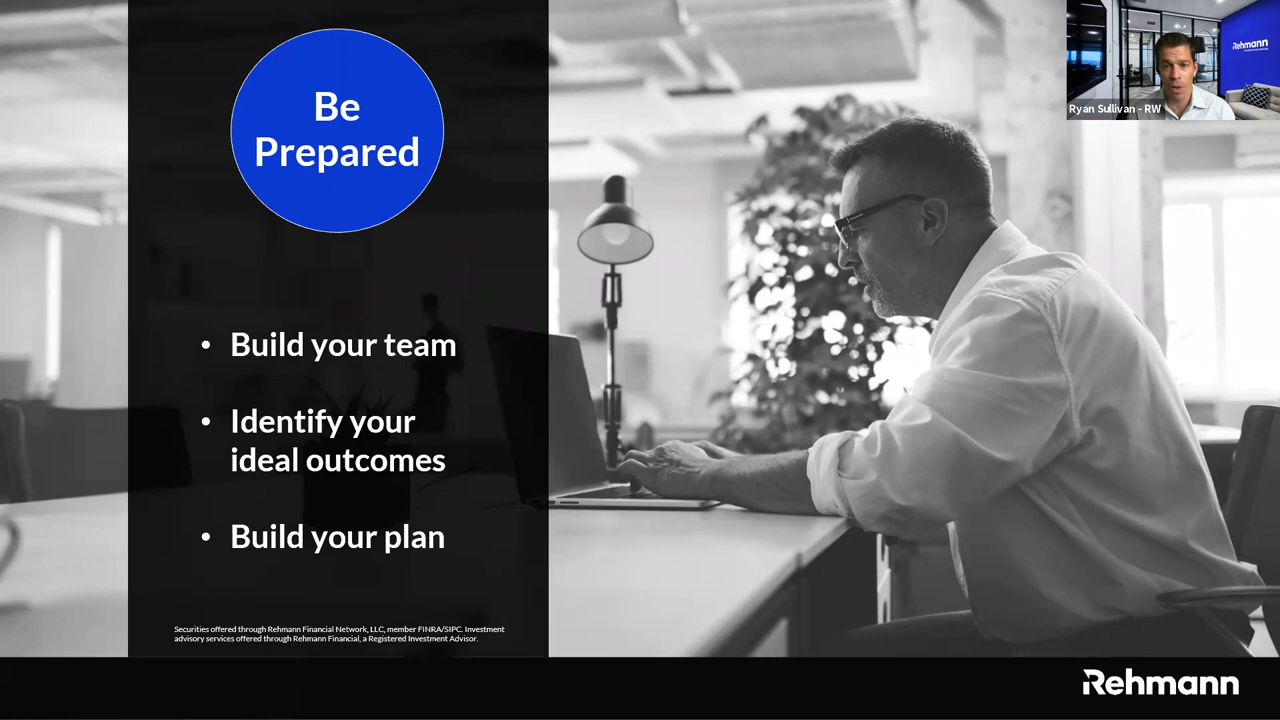 Be
Prepared
• Build your team
• Identify your
ideal outcomes
• Build your plan
Securities offered through Rehmann Financial Network, LLC, member FINRA/SIPC. Investment
advisory services offered through Rehmann Financial, a Registered Investment Advisor.
Rehmann
Ryan Sullivan - RW
Rehmann